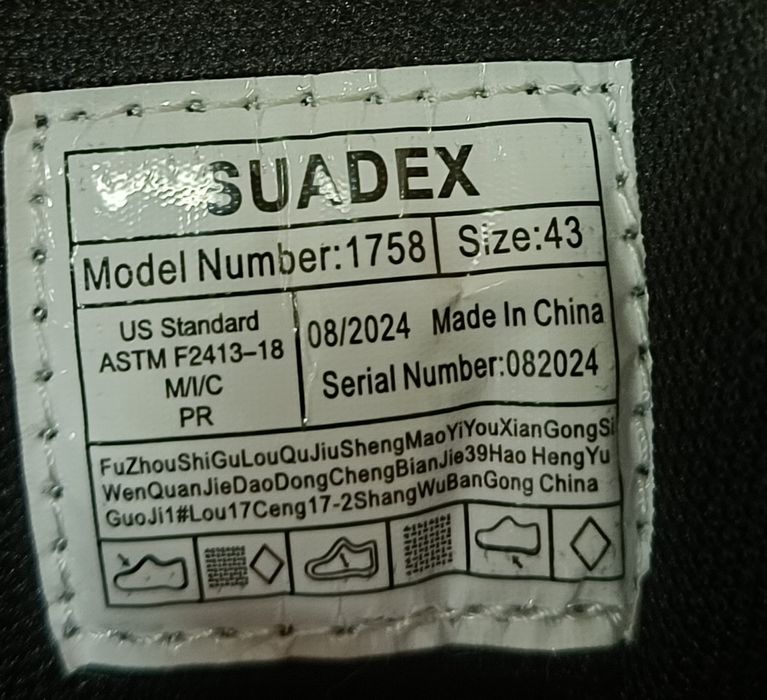 SUADEX
Model Number:1758 Size:43
US Standard
ASTM F2413-18
M/I/C
PR
08/2024 Made In China
Serial Number:082024
FuZhouShiGuLouQuJiuShengMaoYiYouXianGongSi
WenQuanJieDaoDongChengBianJie39Hao HengYu
GuoJi1#Lou17Ceng17-2ShangWuBanGong China